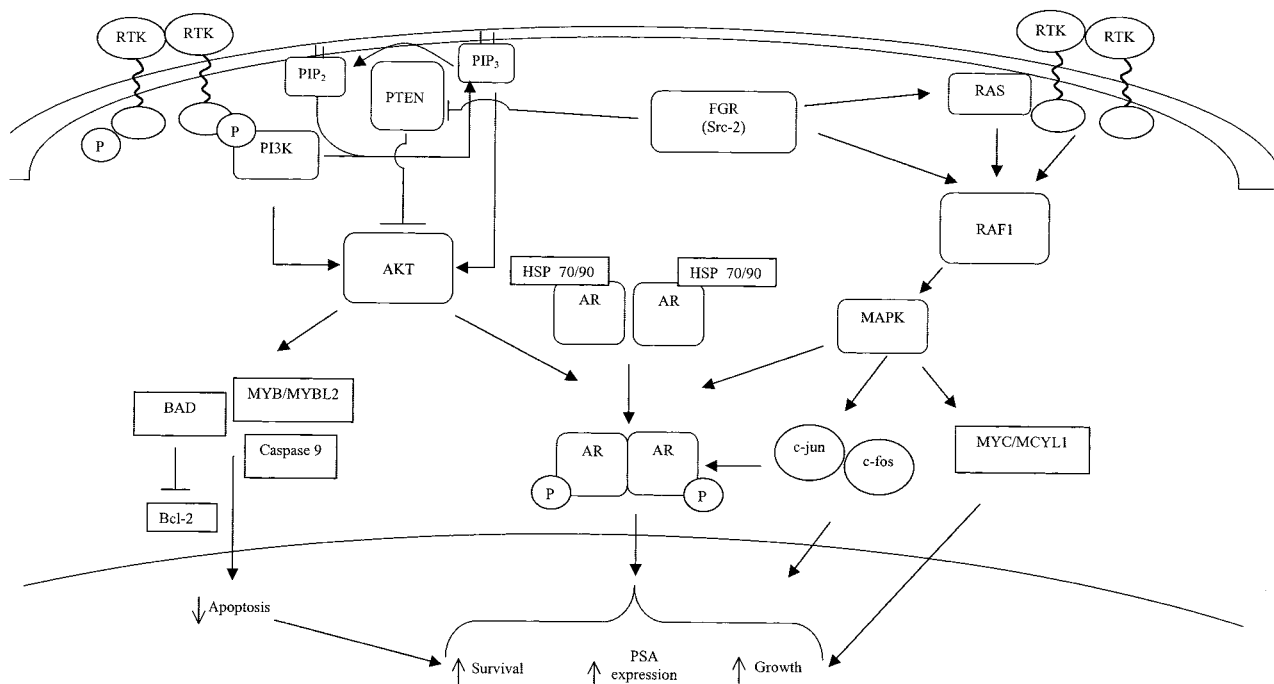 RTK
RTK
RTK
RTK
PIP2
PIP3
PTEN
FGR
(Src-2)
RAS
P
P
PI3K
RAF1
AKT
HSP 70/90
HSP 70/90
AR
AR
MAPK
BAD
MYB/MYBL2
Caspase 9
Bcl-2
AR
AR
P
P
c-jun
c-fos
MYC/MCYL1
Apoptosis
Survival
PSA
expression
Growth